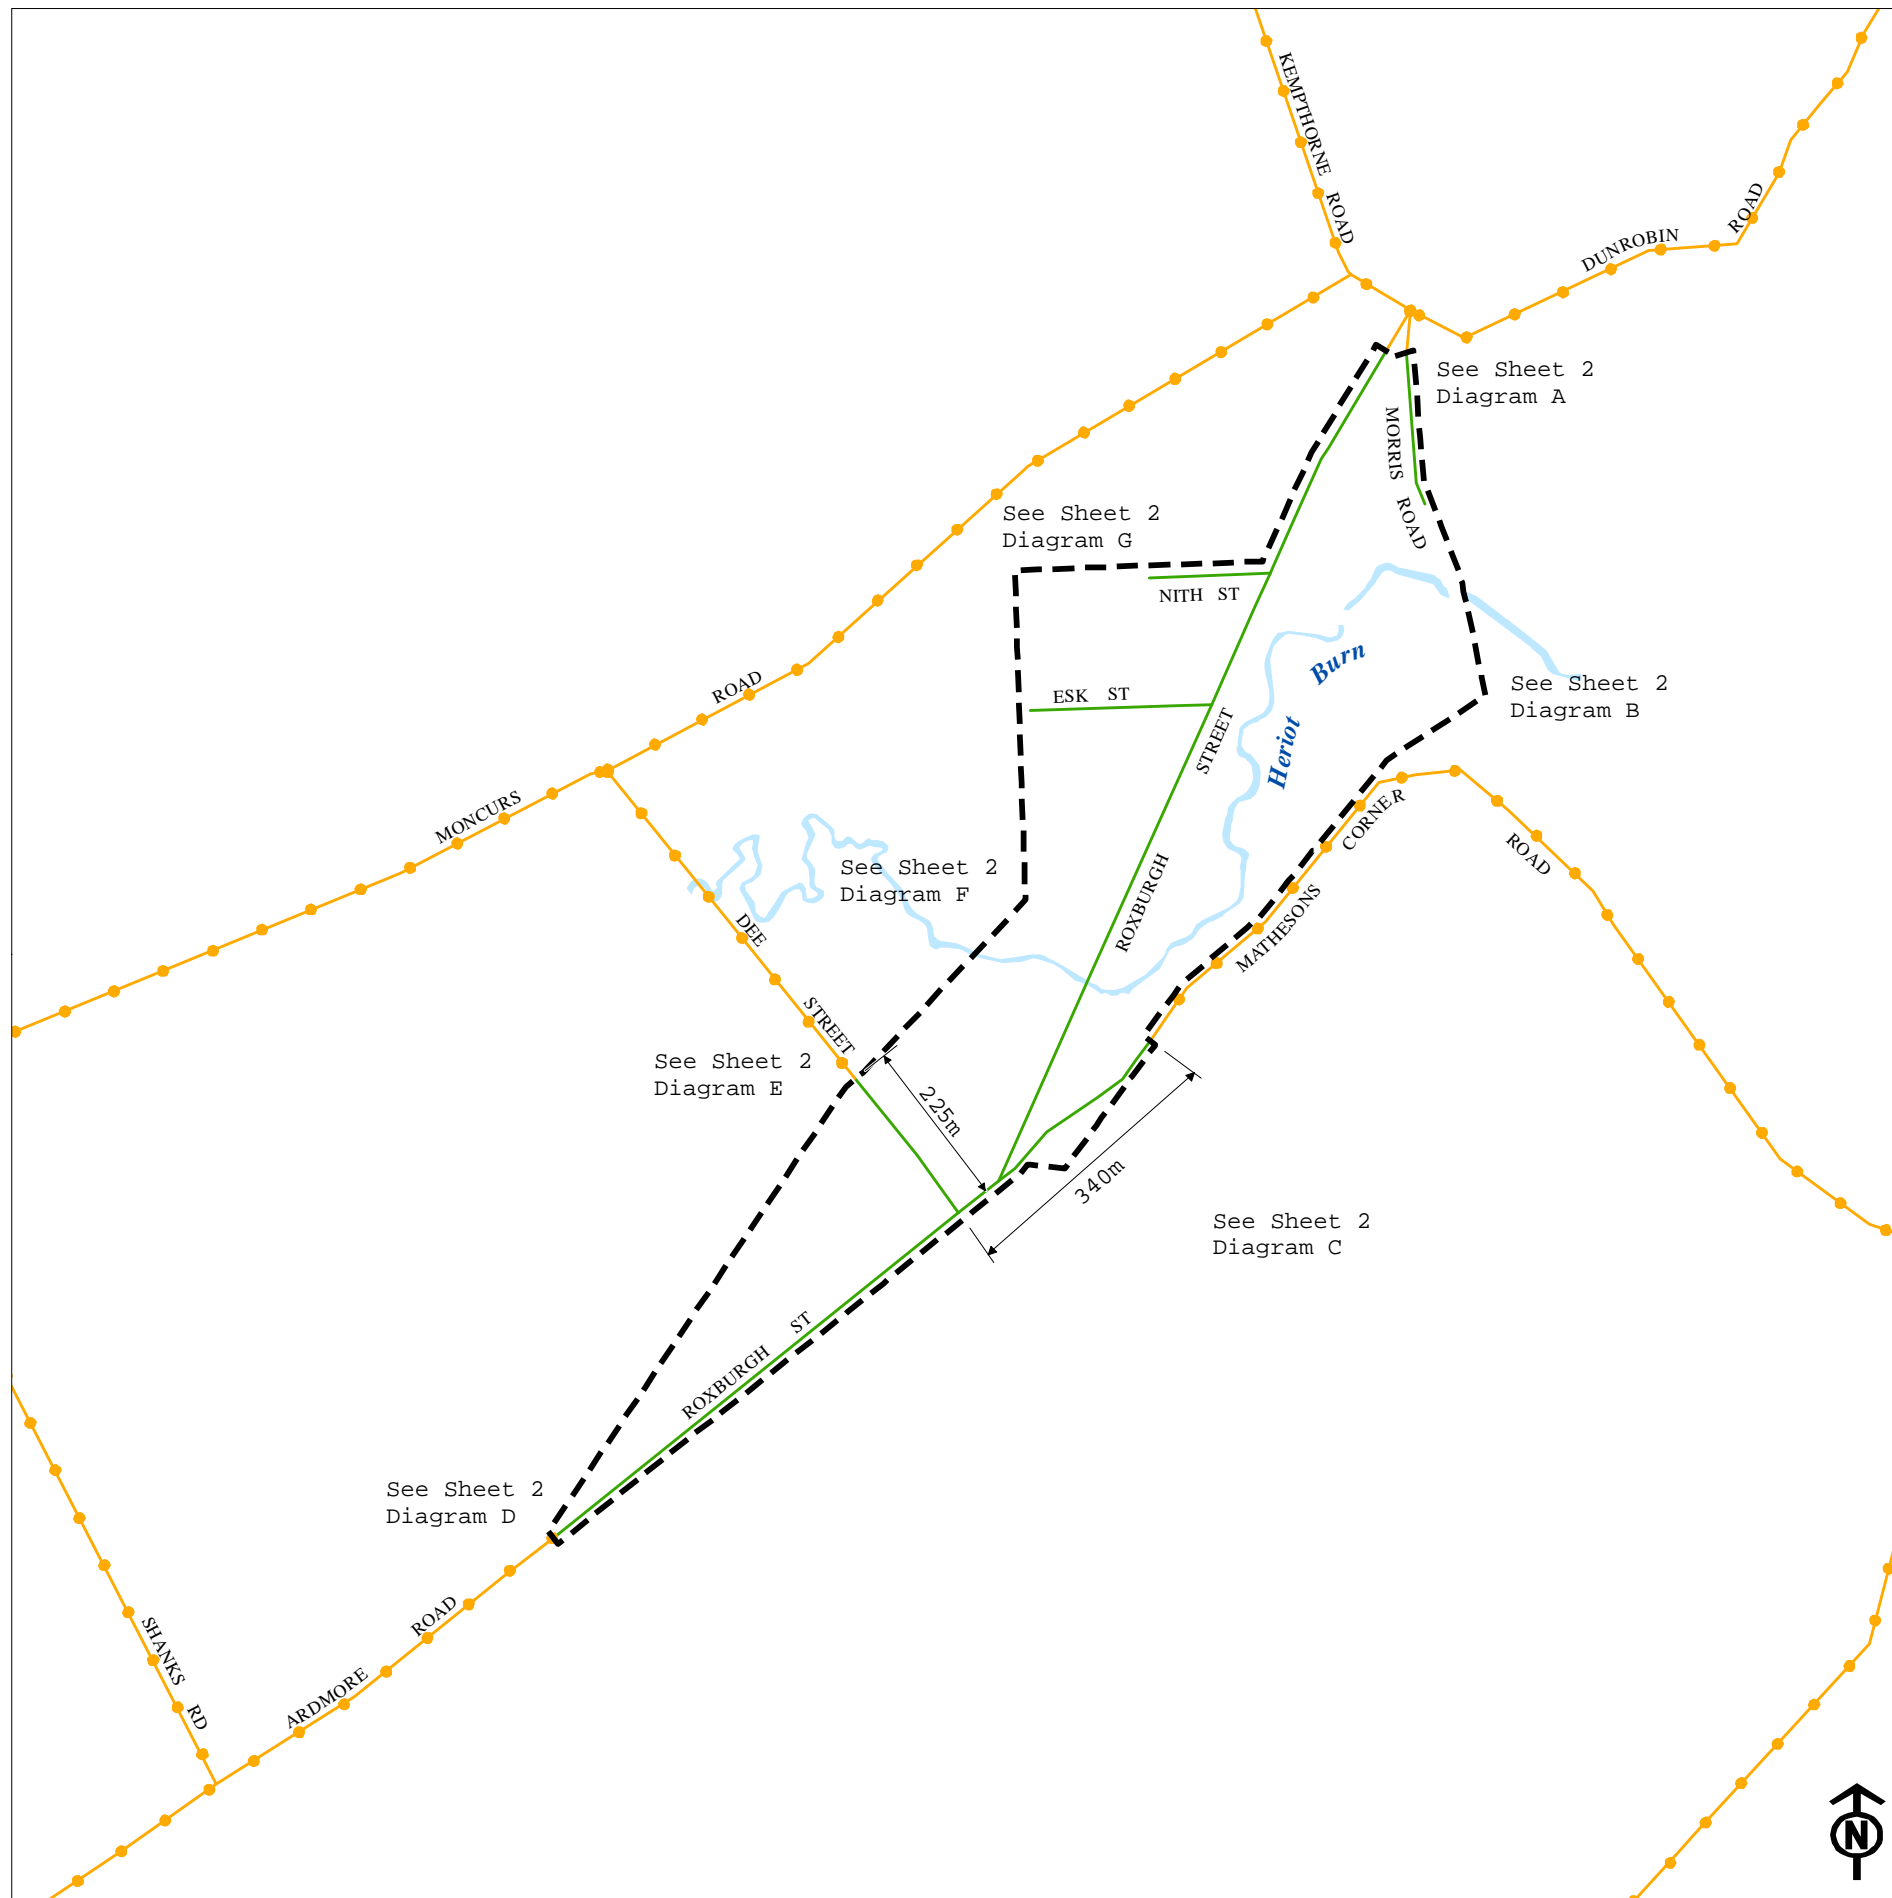 KEMPTHORNE ROAD
DUNROBIN ROAD
See Sheet 2
Diagram A
MORRIS ROAD
See Sheet 2
Diagram G
NITH ST
Heriot Burn
See Sheet 2
Diagram B
ESK ST
ROXBURGH STREET
MONCURS ROAD
MATHESONS CORNER ROAD
See Sheet 2
Diagram F
DEE STREET
See Sheet 2
Diagram E
225m
340m
See Sheet 2
Diagram C
ROXBURGH ST
See Sheet 2
Diagram D
ARDMORE ROAD
SHANKS RD
N